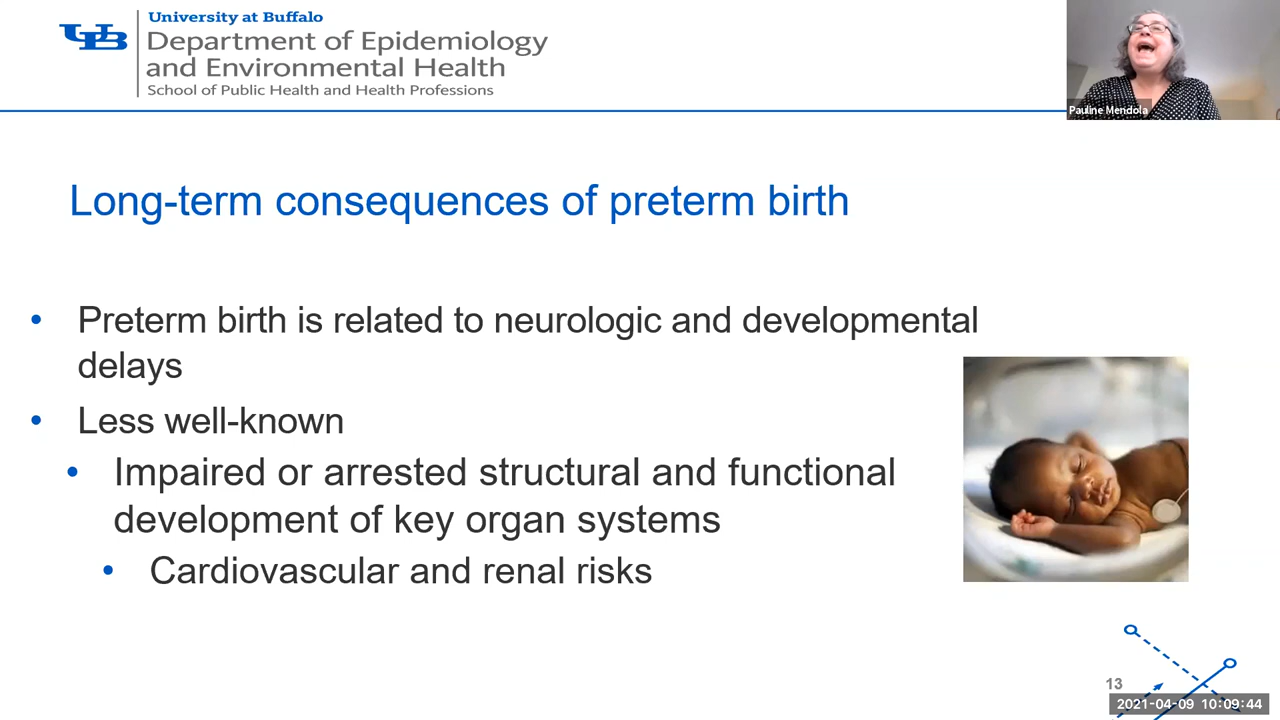 University at Buffalo
UB
Department of Epidemiology
and Environmental Health
School of Public Health and Health Professions
Pauline Mendola
Long-term consequences of preterm birth
• Preterm birth is related to neurologic and developmental
delays
• Less well-known
• Impaired or arrested structural and functional
development of key organ systems
• Cardiovascular and renal risks
13
2021-04-09 10:09:44